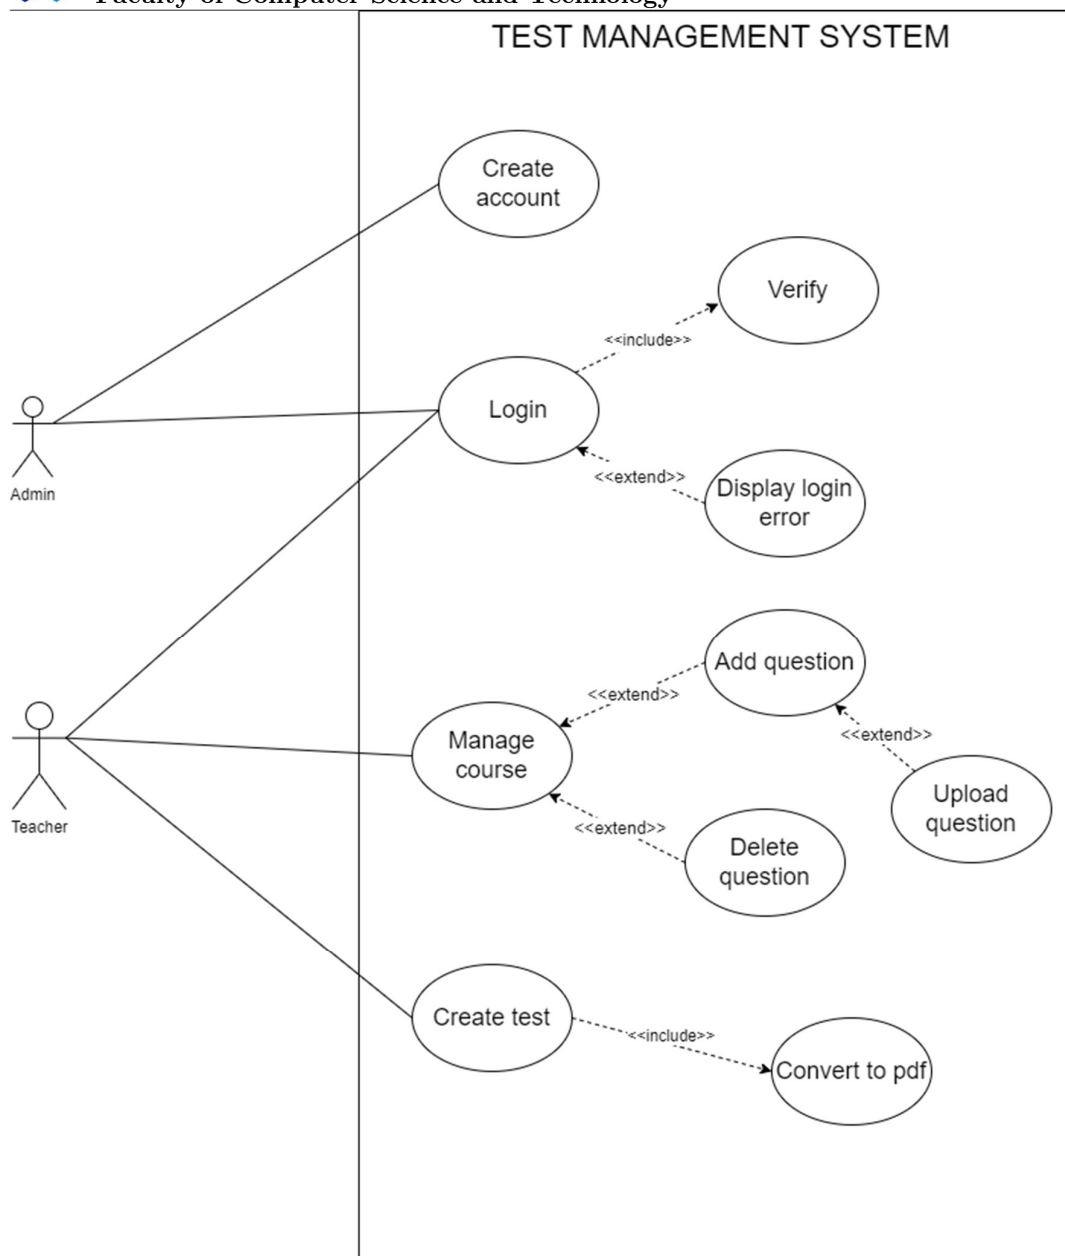 Faculty of Computer Science and Technology
TEST MANAGEMENT SYSTEM
Create
account
Verify
<<include>>
Login
<<extend>>
Display login
error
Admin
Add question
<<extend>>
<<extend>>
Manage
course
Upload
question
Teacher
<<extend>>
Delete
question
Create test
<<include>>
Convert to pdf